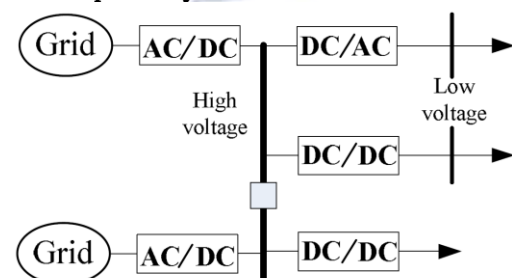 Grid
AC/DC
DC/AC
High
voltage
Low
voltage
DC/DC
Grid
AC/DC
DC/DC